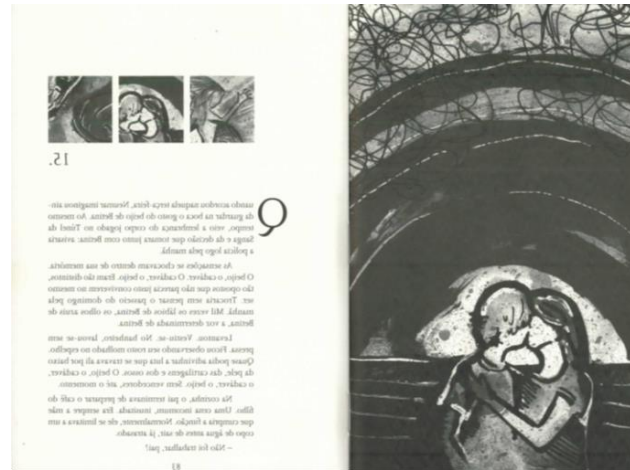 15.
Quando acordou naquela terça-feira, Neumar imaginou ain-
da guardar na boca o gosto do beijo de Betina. Ao mesmo
tempo, veio a lembrança do corpo jogado no Túnel da
Sanga e da decisão que tomara junto com Betina: avisaria
a polícia logo pela manhã.
As sensações se chocavam dentro de sua memória.
O beijo, o cadáver. O cadáver, o beijo. Eram tão distintos,
tão opostos que não parecia justo conviverem no mesmo
ser. Trocaria sem pensar o passeio do domingo pela
manhã. Mil vezes os lábios de Betina, os olhos azuis de
Betina, a voz determinada de Betina.
Levantou. Vestiu-se. No banheiro, lavou-se sem
pressa. Ficou observando seu rosto molhado no espelho.
Quase podia adivinhar a luta que se travava ali por baixo
da pele, das cartilagens e dos ossos. O beijo, o cadáver,
o cadáver, o beijo. Sem vencedores, até o momento.
Na cozinha, o pai terminava de preparar o café do
filho. Uma cena incomum, inusitada. Era sempre a mãe
que cumpria a função. Normalmente, ele se limitava a um
copo de água antes de sair, já atrasado.
– Não foi trabalhar, pai?
83